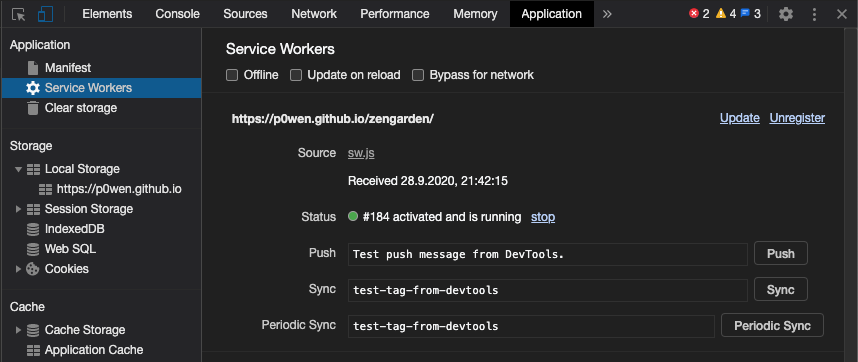 Elements Console Sources Network Performance Memory Application » 2 4 3
Application
Manifest
Service Workers
Clear storage
Storage
Local Storage
https://p0wen.github.io
Session Storage
IndexedDB
Web SQL
Cookies
Cache
Cache Storage
Application Cache
Service Workers
Offline Update on reload Bypass for network
https://p0wen.github.io/zengarden/ Update Unregister
Source sw.js
Received 28.9.2020, 21:42:15
Status #184 activated and is running stop
Push Test push message from DevTools. Push
Sync test-tag-from-devtools Sync
Periodic Sync test-tag-from-devtools Periodic Sync